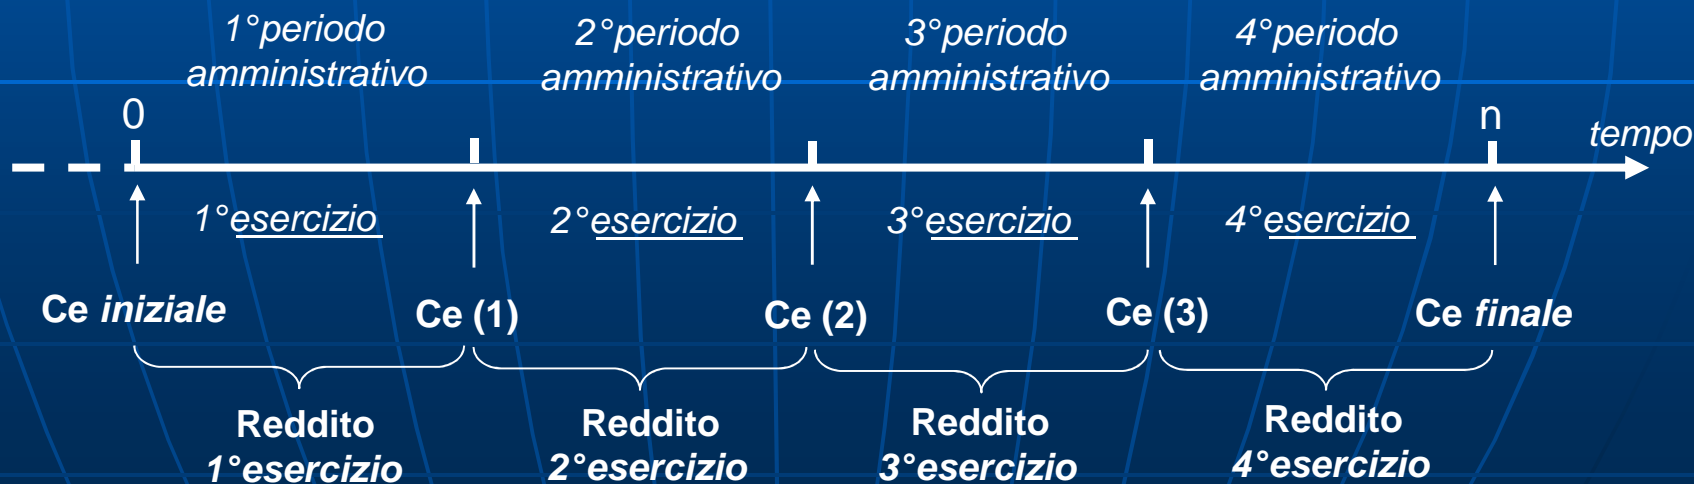 1°periodo
amministrativo
2°periodo
amministrativo
3°periodo
amministrativo
4°periodo
amministrativo
0
n
tempo
1°esercizio
2°esercizio
3°esercizio
4°esercizio
Ce iniziale
Ce (1)
Ce (2)
Ce (3)
Ce finale
Reddito
1°esercizio
Reddito
2°esercizio
Reddito
3°esercizio
Reddito
4°esercizio